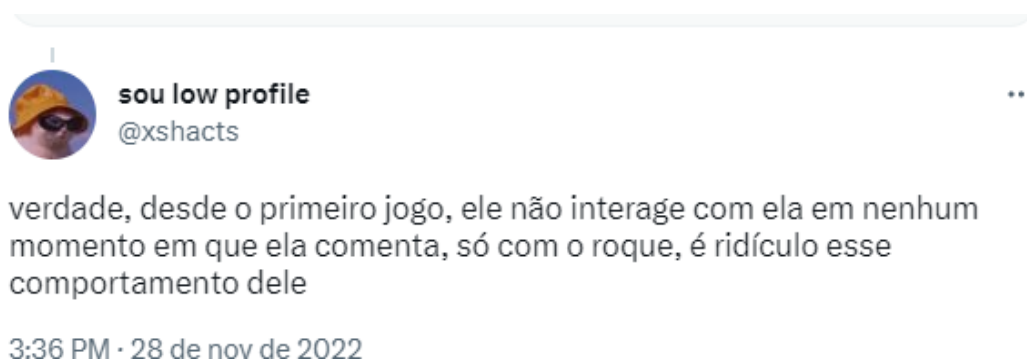 sou low profile
@xshacts
verdade, desde o primeiro jogo, ele não interage com ela em nenhum
momento em que ela comenta, só com o roque, é ridículo esse
comportamento dele
3:36 PM · 28 de nov de 2022